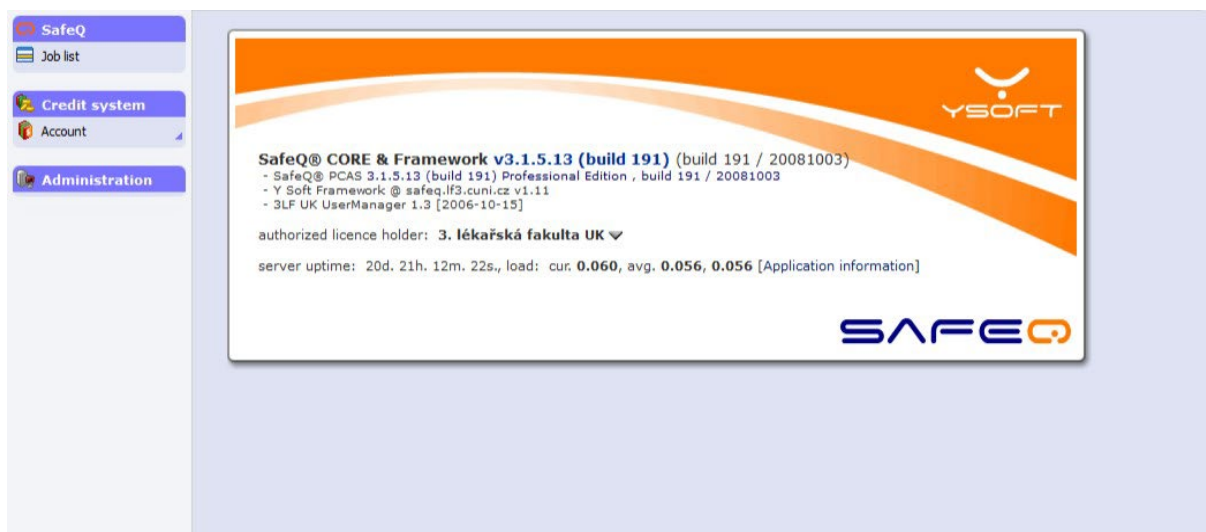 SafeQ
Job list
Credit system
Account
Administration
YSOFT
SafeQ® CORE & Framework v3.1.5.13 (build 191) (build 191 / 20081003)
- SafeQ® PCAS 3.1.5.13 (build 191) Professional Edition , build 191 / 20081003
- Y Soft Framework @ safeq.lf3.cuni.cz v1.11
- 3LF UK UserManager 1.3 [2006-10-15]
authorized licence holder: 3. lékařská fakulta UK
server uptime: 20d. 21h. 12m. 22s., load: cur. 0.060, avg. 0.056, 0.056 [Application information]
SAFEQ